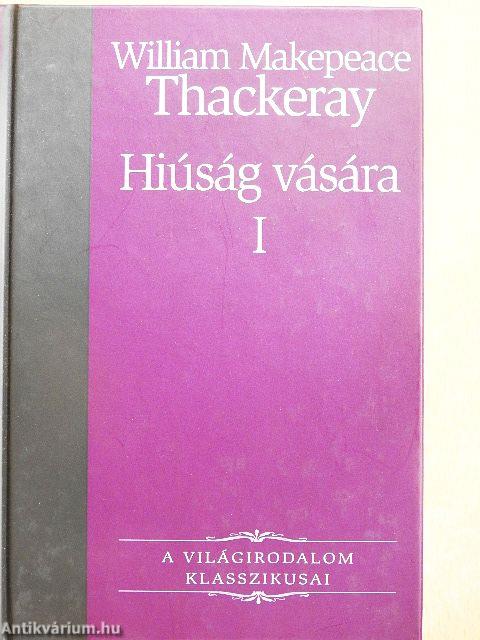 William Makepeace
Thackeray
Hiúság vására
I
A VILÁGIRODALOM
KLASSZIKUSAI
Antikvárium.hu